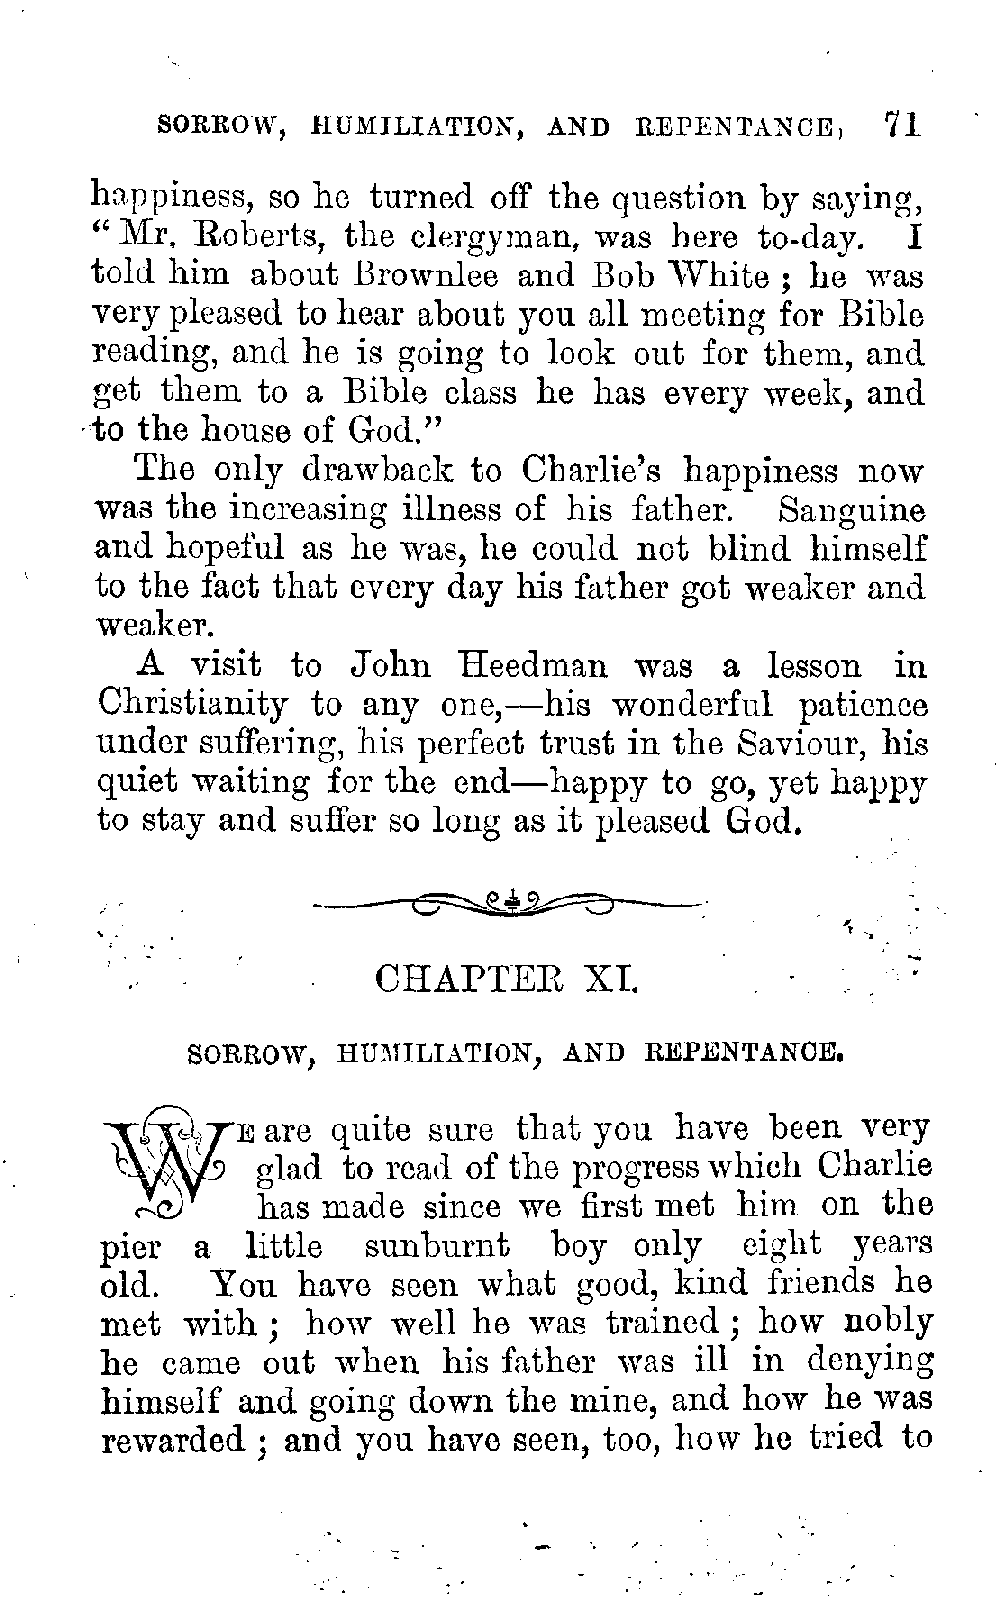 SORROW, HUMILIATION, AND REPENTANCE, 71
happiness, so he turned off the question by saying,
“Mr. Roberts, the clergyman, was here to-day. I
told him about Brownlee and Bob White ; he was
very pleased to hear about you all meeting for Bible
reading, and he is going to look out for them, and
get them to a Bible class he has every week, and
to the house of God.”
The only drawback to Charlie’s happiness now
was the increasing illness of his father. Sanguine
and hopeful as he was, he could not blind himself
to the fact that every day his father got weaker and
weaker.
A visit to John Heedman was a lesson in
Christianity to any one,—his wonderful patience
under suffering, his perfect trust in the Saviour, his
quiet waiting for the end—happy to go, yet happy
to stay and suffer so long as it pleased God.
CHAPTER XI.
SORROW, HUMILIATION, AND REPENTANCE.
WE are quite sure that you have been very
glad to read of the progress which Charlie
has made since we first met him on the
pier a little sunburnt boy only eight years
old. You have seen what good, kind friends he
met with ; how well he was trained ; how nobly
he came out when his father was ill in denying
himself and going down the mine, and how he was
rewarded ; and you have seen, too, how he tried to